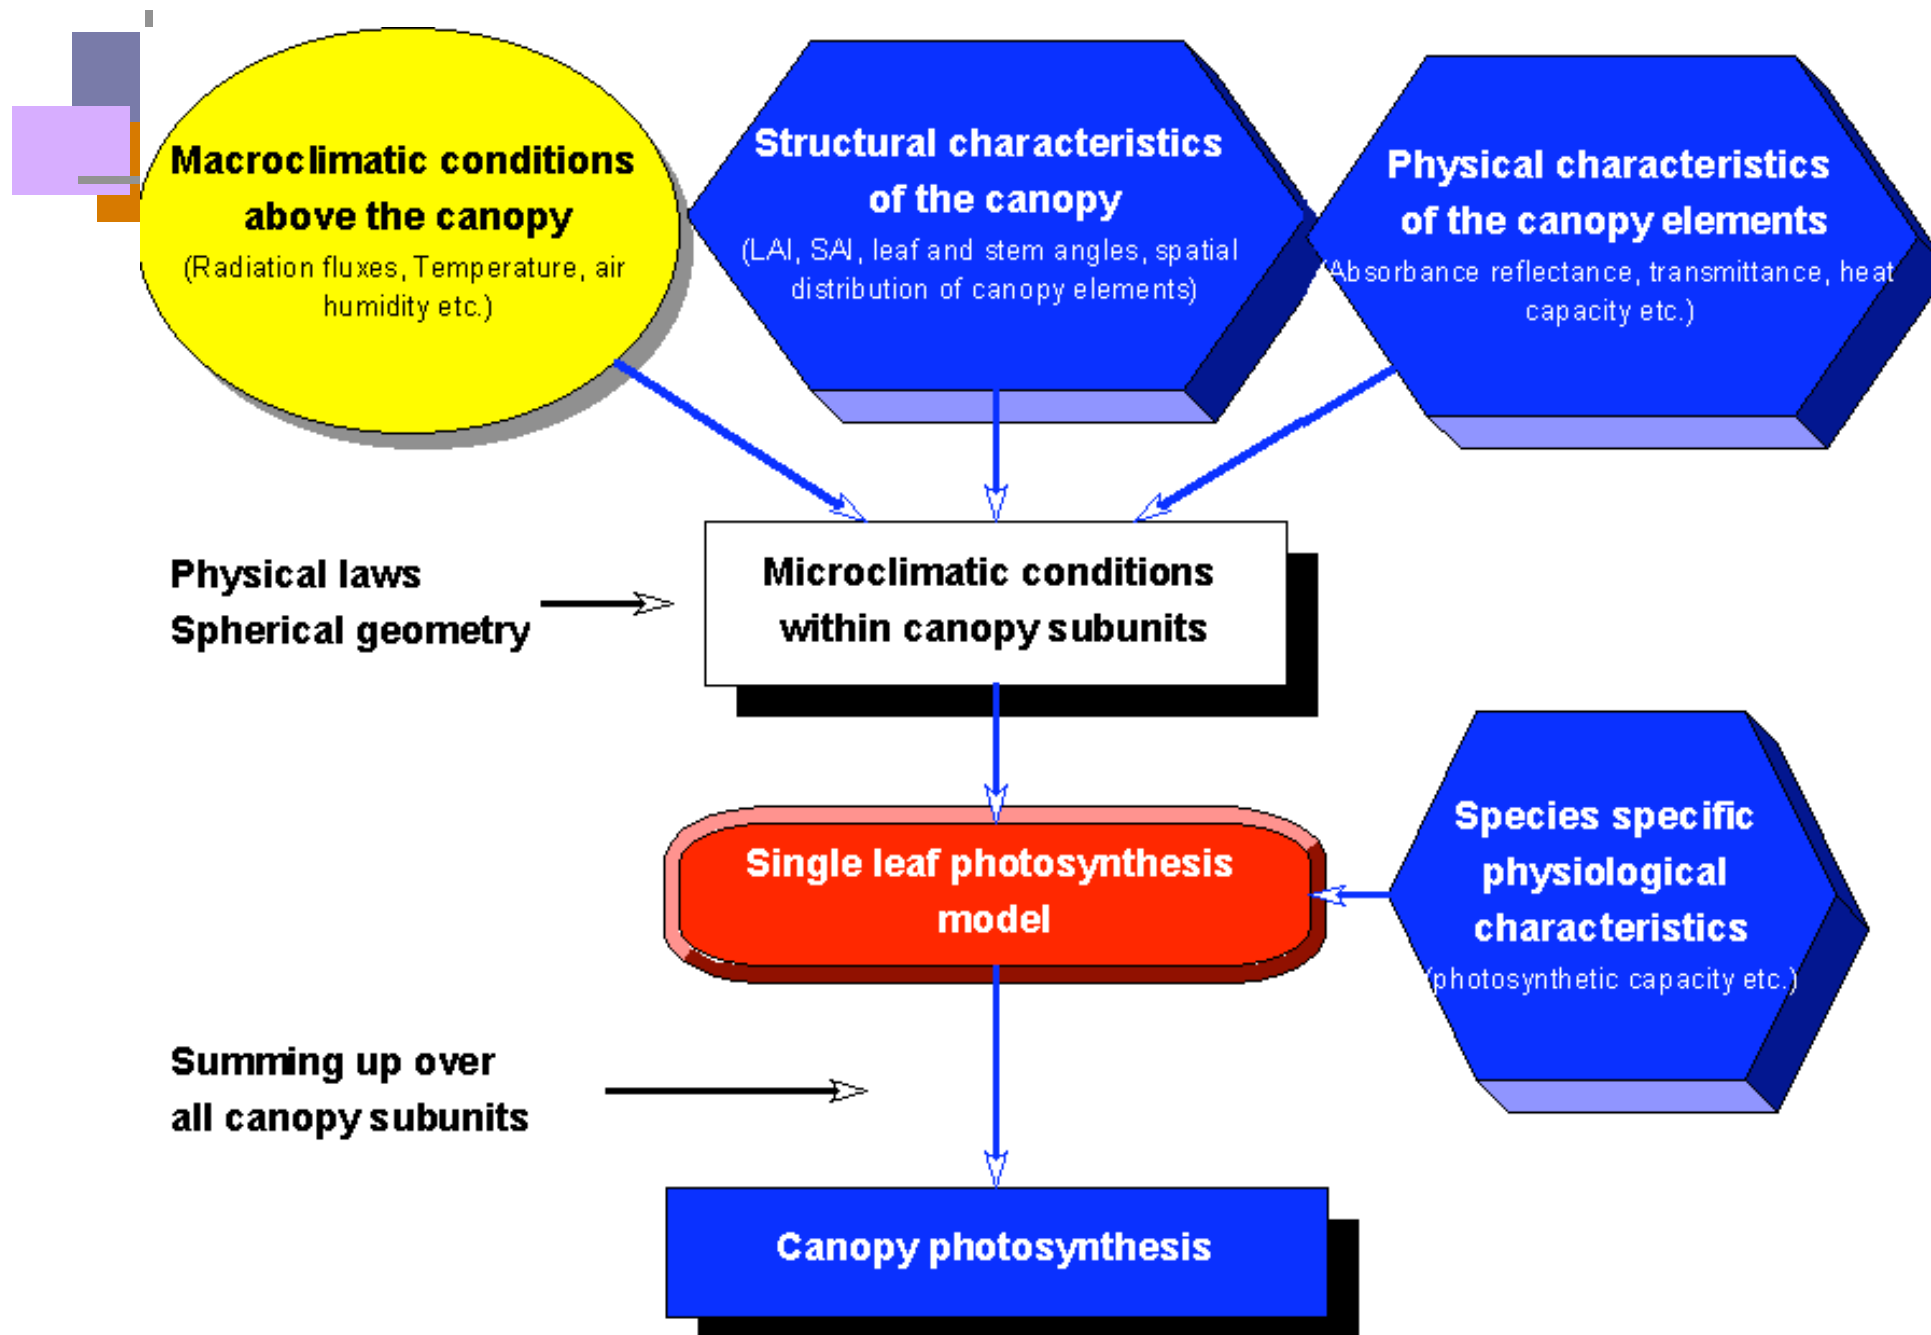 Macroclimatic conditions
above the canopy
(Radiation fluxes, Temperature, air
humidity etc.)
Structural characteristics
of the canopy
(LAI, SAI, leaf and stem angles, spatial
distribution of canopy elements)
Physical characteristics
of the canopy elements
(Absorbance reflectance, transmittance, heat
capacity etc.)
Physical laws
Spherical geometry
Microclimatic conditions
within canopy subunits
Single leaf photosynthesis
model
Species specific
physiological
characteristics
(photosynthetic capacity etc.)
Summing up over
all canopy subunits
Canopy photosynthesis